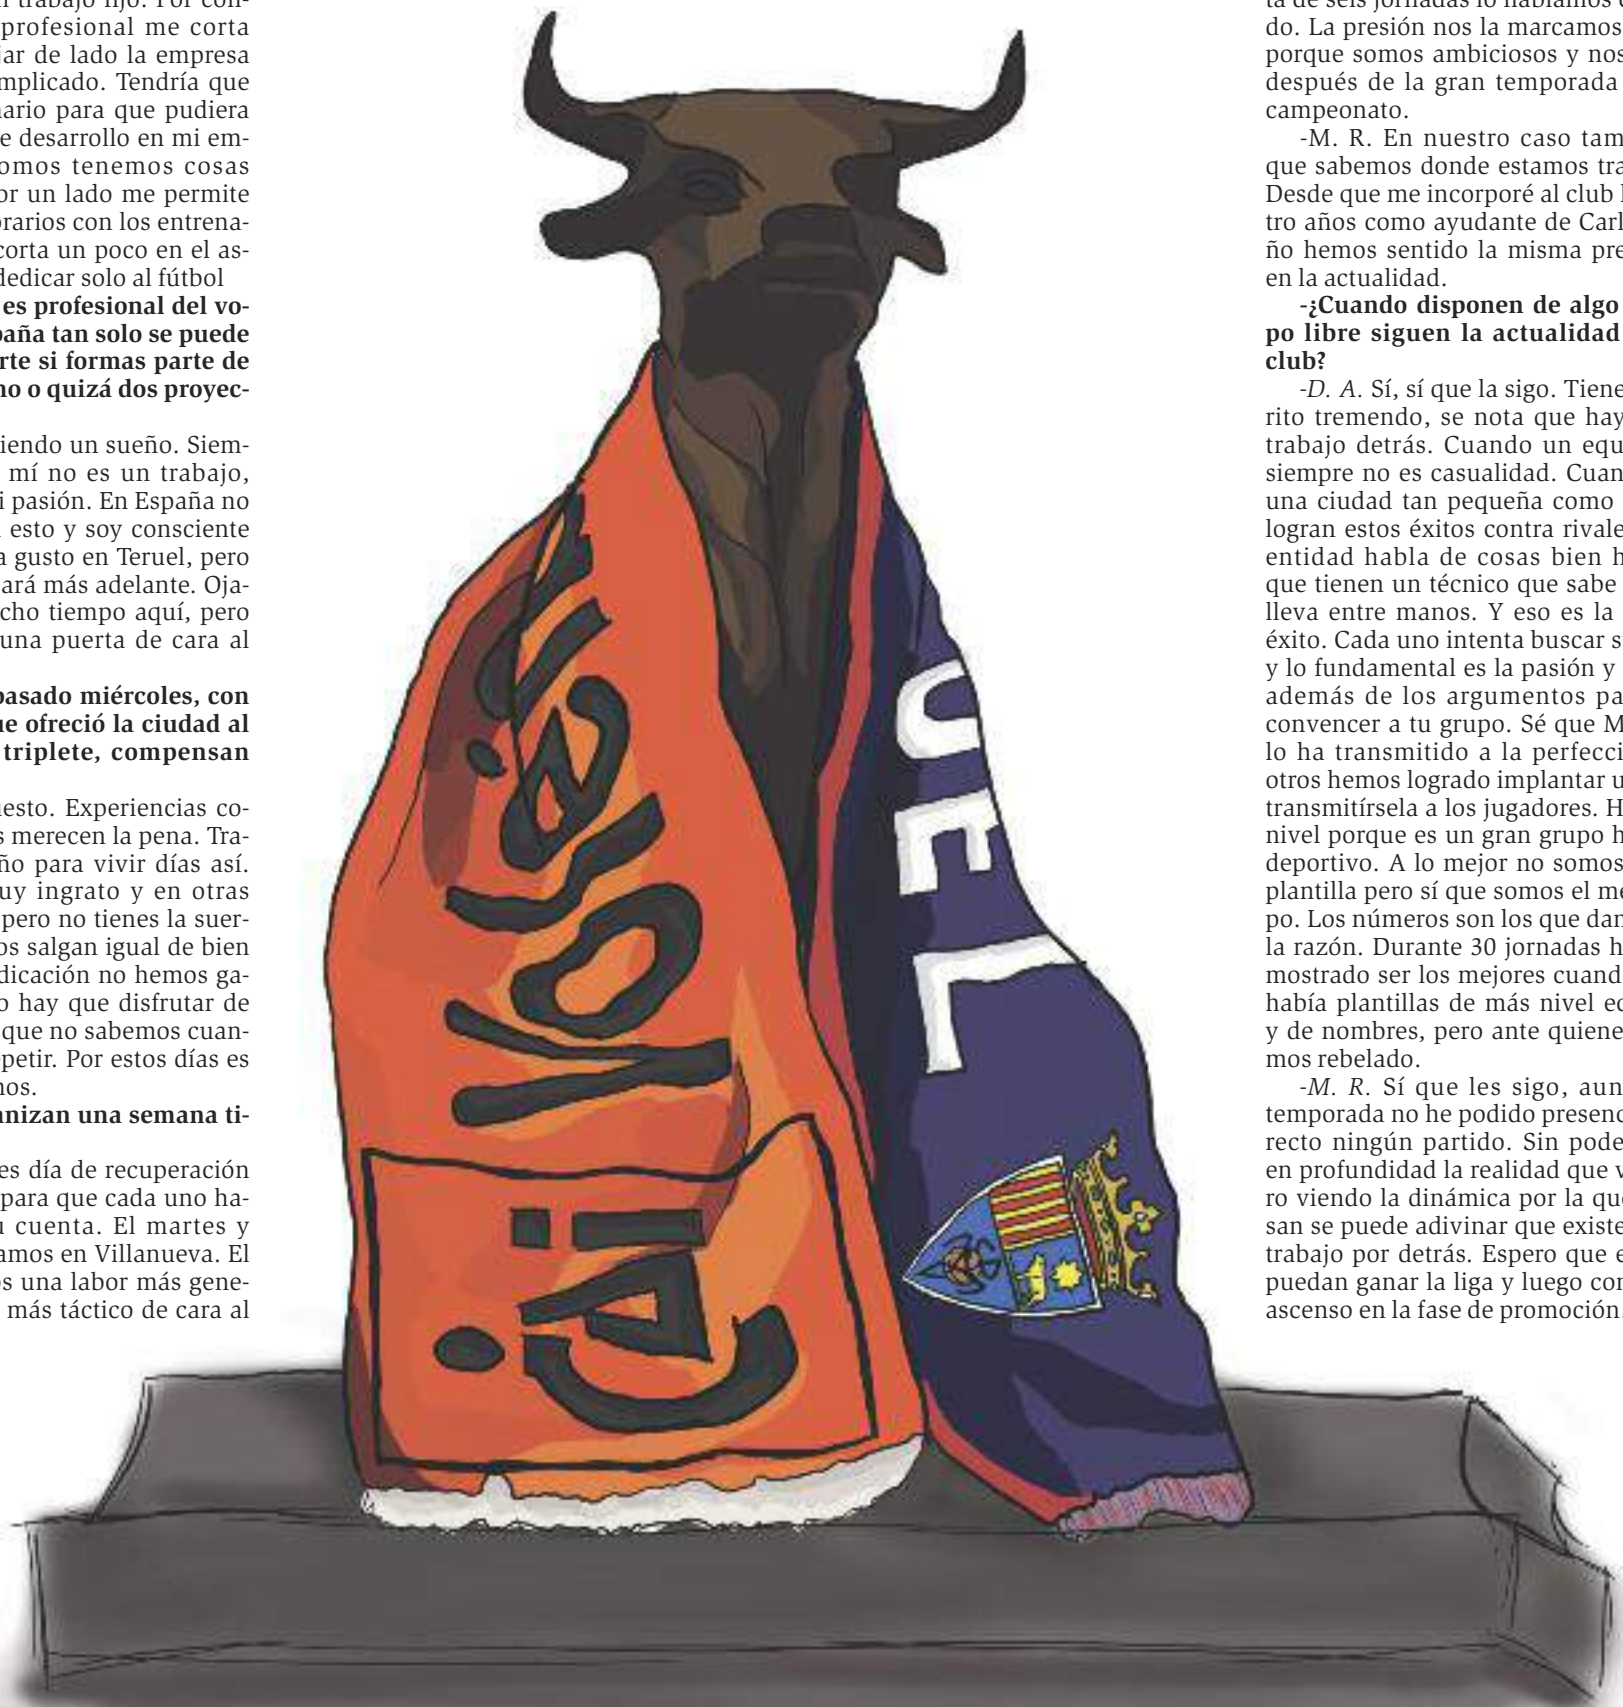 trabajo fijo. Por con-
profesional me corta
jar de lado la empresa
mplicado. Tendría que
nario para que pudiera
e desarrollo en mi em-
omos tenemos cosas
or un lado me permite
orarios con los entrena-
corta un poco en el as-
dedicar solo al fútbol
es profesional del vo-
paña tan solo se puede
rte si formas parte de
no o quizá dos proyec-
iendo un sueño. Siem-
mí no es un trabajo,
i pasión. En España no
esto y soy consciente
a gusto en Teruel, pero
ará más adelante. Oja-
cho tiempo aquí, pero
una puerta de cara al
pasado miércoles, con
ue ofreció la ciudad al
triplete, compensan
uesto. Experiencias co-
s merecen la pena. Tra-
ño para vivir días así.
uy ingrato y en otras
pero no tienes la suer-
os salgan igual de bien
dicación no hemos ga-
o hay que disfrutar de
que no sabemos cuan-
epetir. Por estos días es
nos.
anizan una semana ti-
es día de recuperación
para que cada uno ha-
u cuenta. El martes y
amos en Villanueva. El
os una labor más gene-
más táctico de cara al
CAI
UEL
ta de seis jornadas lo habíamos
do. La presión nos la marcamos
porque somos ambiciosos y nos
después de la gran temporada
campeonato.
-M. R. En nuestro caso tam
que sabemos donde estamos tra
Desde que me incorporé al club
tro años como ayudante de Carl
ño hemos sentido la misma pre
en la actualidad.
-¿Cuando disponen de algo
po libre siguen la actualidad
club?
-D. A. Sí, sí que la sigo. Tiene
rito tremendo, se nota que hay
trabajo detrás. Cuando un equ
siempre no es casualidad. Cuan
una ciudad tan pequeña como
logran estos éxitos contra rivale
entidad habla de cosas bien h
que tienen un técnico que sabe
lleva entre manos. Y eso es la
éxito. Cada uno intenta buscar s
y lo fundamental es la pasión y
además de los argumentos pa
convencer a tu grupo. Sé que M
lo ha transmitido a la perfecci
otros hemos logrado implantar u
transmitírsela a los jugadores. H
nivel porque es un gran grupo h
deportivo. A lo mejor no somos
plantilla pero sí que somos el me
po. Los números son los que dan
la razón. Durante 30 jornadas h
mostrado ser los mejores cuand
había plantillas de más nivel ec
y de nombres, pero ante quiene
mos rebelado.
-M. R. Sí que les sigo, aun
temporada no he podido presenc
recto ningún partido. Sin pode
en profundidad la realidad que v
ro viendo la dinámica por la que
san se puede adivinar que existe
trabajo por detrás. Espero que e
puedan ganar la liga y luego con
ascenso en la fase de promoción.